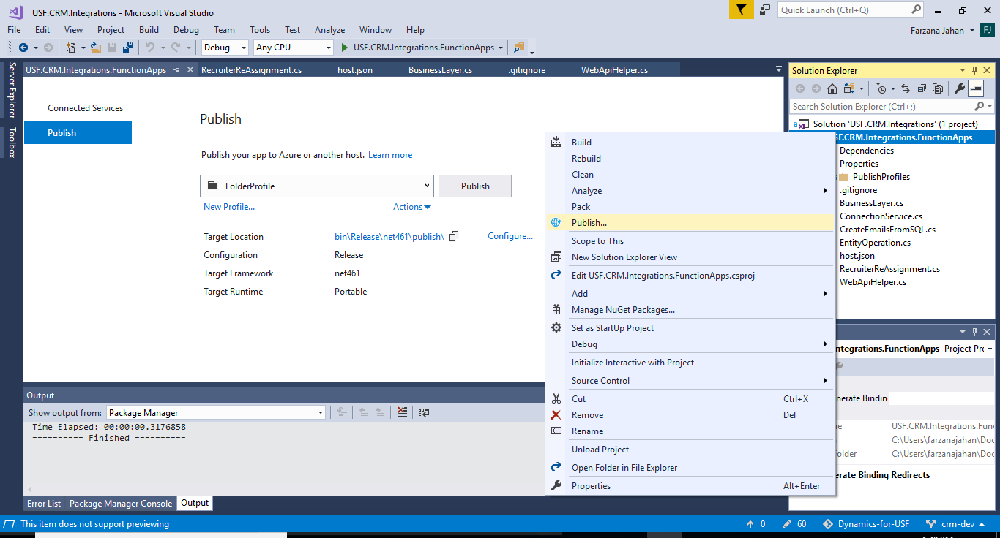 USF.CRM.Integrations - Microsoft Visual Studio
Quick Launch (Ctrl+Q)
File Edit View Project Build Debug Team Tools Test Analyze Window Help
Farzana Jahan FJ
Debug Any CPU USF.CRM.Integrations.FunctionApps
Server Explorer
Toolbox
USF.CRM.Integrations.FunctionApps RecruiterReAssignment.cs host.json BusinessLayer.cs .gitignore WebApiHelper.cs
Connected Services
Publish
Publish
Publish your app to Azure or another host. Learn more
FolderProfile Publish
New Profile... Actions
Target Location bin\Release\net461\publish\ Configure...
Configuration Release
Target Framework net461
Target Runtime Portable
Build
Rebuild
Clean
Analyze
Pack
Publish...
Scope to This
New Solution Explorer View
Edit USF.CRM.Integrations.FunctionApps.csproj
Add
Manage NuGet Packages...
Set as StartUp Project
Debug
Initialize Interactive with Project
Source Control
Cut Ctrl+X
Remove Del
Rename
Unload Project
Open Folder in File Explorer
Properties Alt+Enter
Solution Explorer
Search Solution Explorer (Ctrl+;)
Solution 'USF.CRM.Integrations' (1 project)
SF.CRM.Integrations.FunctionApps
Dependencies
Properties
PublishProfiles
.gitignore
BusinessLayer.cs
ConnectionService.cs
CreateEmailsFromSQL.cs
EntityOperation.cs
host.json
RecruiterReAssignment.cs
WebApiHelper.cs
ntegrations.FunctionApps Project Pro
nerate Bindin
ne USF.CRM.Integrations.Func
C:\Users\farzanajahan\Doc
older C:\Users\farzanajahan\Doc
erate Binding Redirects
Output
Show output from: Package Manager
Time Elapsed: 00:00:00.3176858
========== Finished ==========
Error List Package Manager Console Output
This item does not support previewing
0 60 Dynamics-for-USF crm-dev